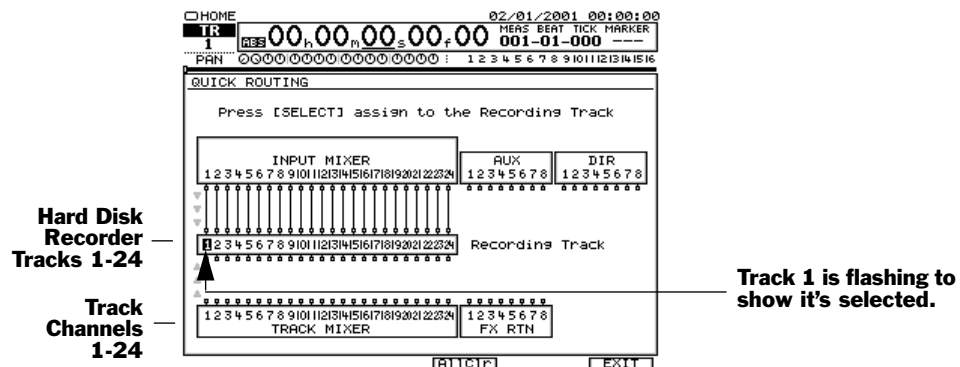 HOME 02/01/2001 00:00:00
TR 1 ABS 00h00m00s00f00 MEAS BEAT TICK MARKER
001-01-000 ---
PAN 1 2 3 4 5 6 7 8 9 10 11 12 13 14 15 16
QUICK ROUTING
Press [SELECT] assign to the Recording Track
INPUT MIXER AUX DIR
1 2 3 4 5 6 7 8 9 10 11 12 13 14 15 16 17 18 19 20 21 22 23 24 1 2 3 4 5 6 7 8 1 2 3 4 5 6 7 8
Hard Disk
Recorder
Tracks 1-24
1 2 3 4 5 6 7 8 9 10 11 12 13 14 15 16 17 18 19 20 21 22 23 24 Recording Track
Track 1 is flashing to
show it's selected.
Track
Channels
1-24
1 2 3 4 5 6 7 8 9 10 11 12 13 14 15 16 17 18 19 20 21 22 23 24 1 2 3 4 5 6 7 8
TRACK MIXER FX RTN
AllClr EXIT